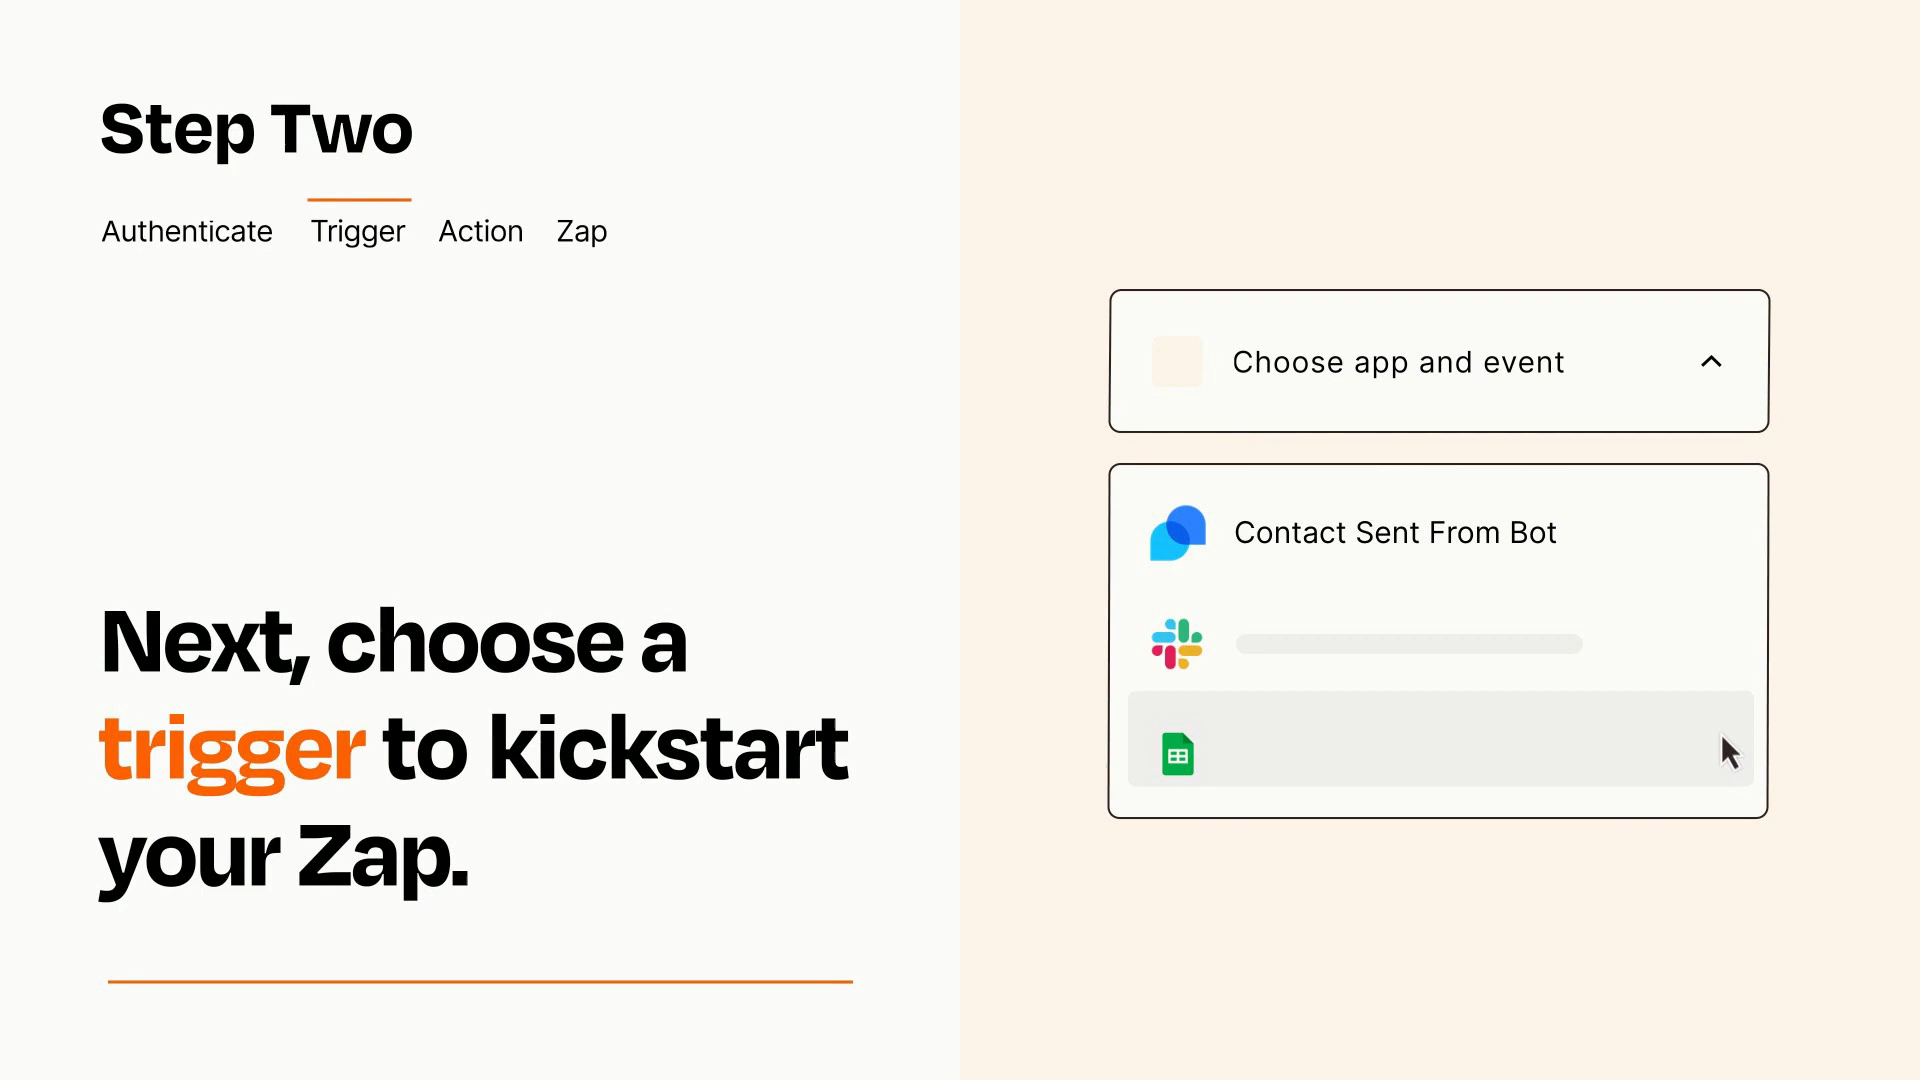 Step Two
Authenticate Trigger Action Zap
Next, choose a
trigger to kickstart
your Zap.
Choose app and event
Contact Sent From Bot